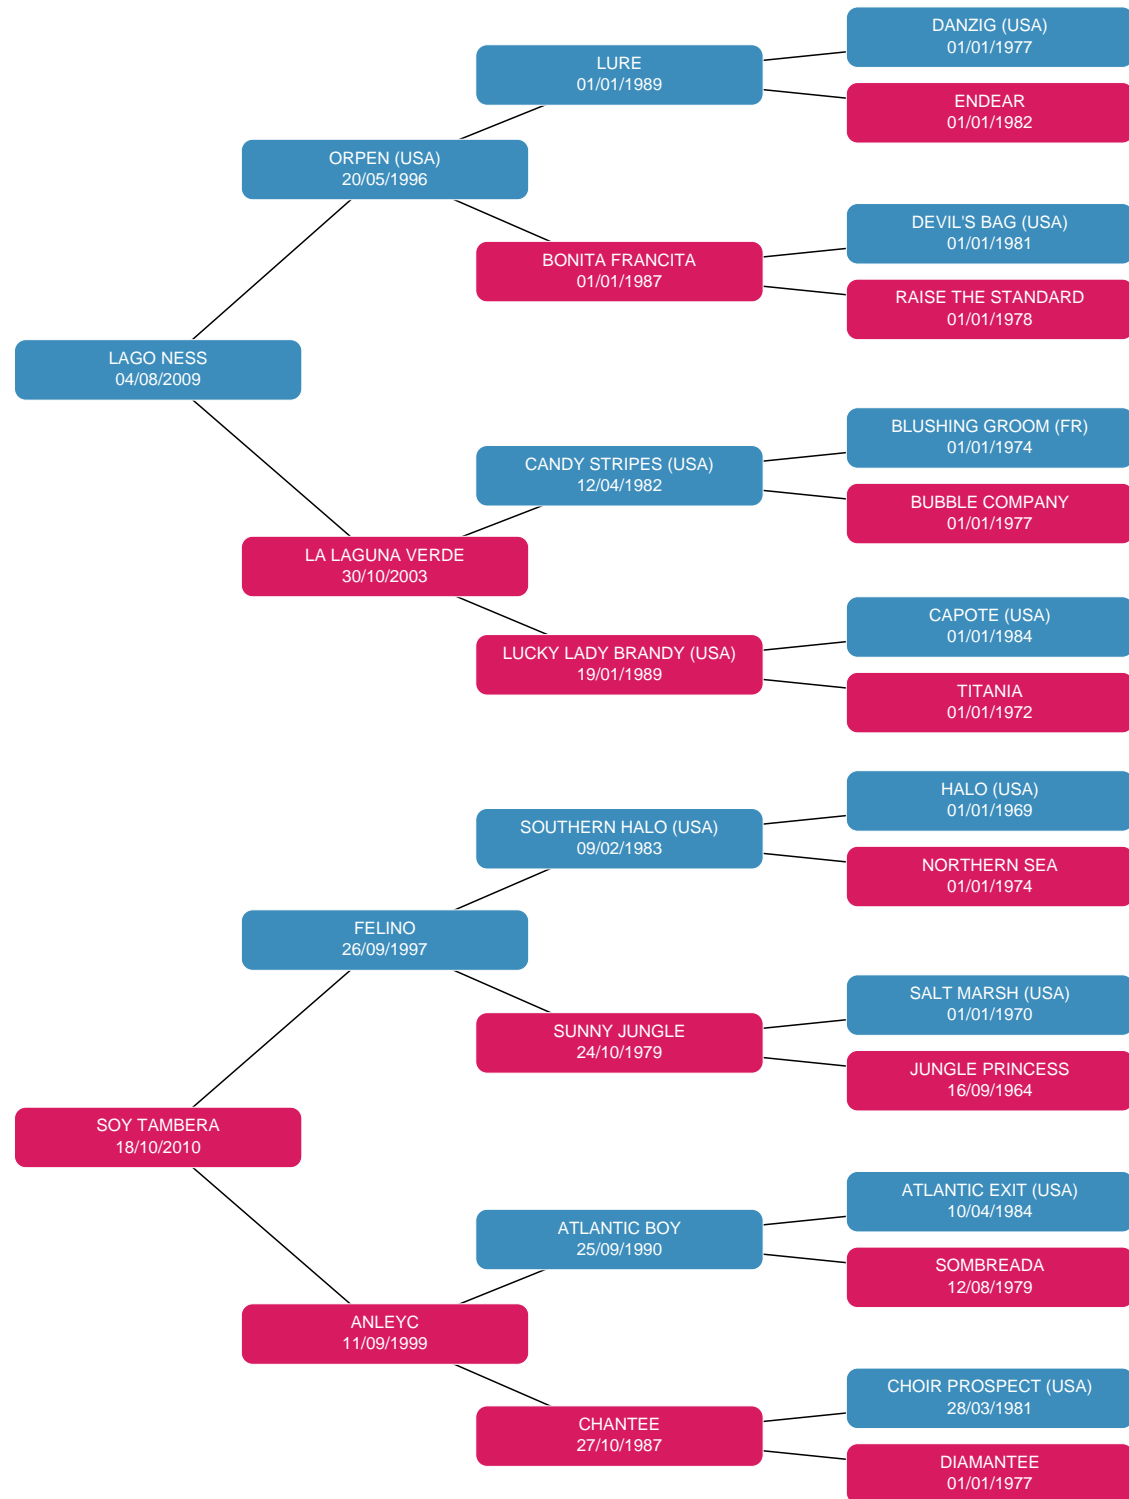 DANZIG (USA)
01/01/1977
LURE
01/01/1989
ENDEAR
01/01/1982
ORPEN (USA)
20/05/1996
DEVIL'S BAG (USA)
01/01/1981
BONITA FRANCITA
01/01/1987
RAISE THE STANDARD
01/01/1978
LAGO NESS
04/08/2009
BLUSHING GROOM (FR)
01/01/1974
CANDY STRIPES (USA)
12/04/1982
BUBBLE COMPANY
01/01/1977
LA LAGUNA VERDE
30/10/2003
CAPOTE (USA)
01/01/1984
LUCKY LADY BRANDY (USA)
19/01/1989
TITANIA
01/01/1972
HALO (USA)
01/01/1969
SOUTHERN HALO (USA)
09/02/1983
NORTHERN SEA
01/01/1974
FELINO
26/09/1997
SALT MARSH (USA)
01/01/1970
SUNNY JUNGLE
24/10/1979
JUNGLE PRINCESS
16/09/1964
SOY TAMBERA
18/10/2010
ATLANTIC EXIT (USA)
10/04/1984
ATLANTIC BOY
25/09/1990
SOMBREADA
12/08/1979
ANLEYC
11/09/1999
CHOIR PROSPECT (USA)
28/03/1981
CHANTEE
27/10/1987
DIAMANTEE
01/01/1977